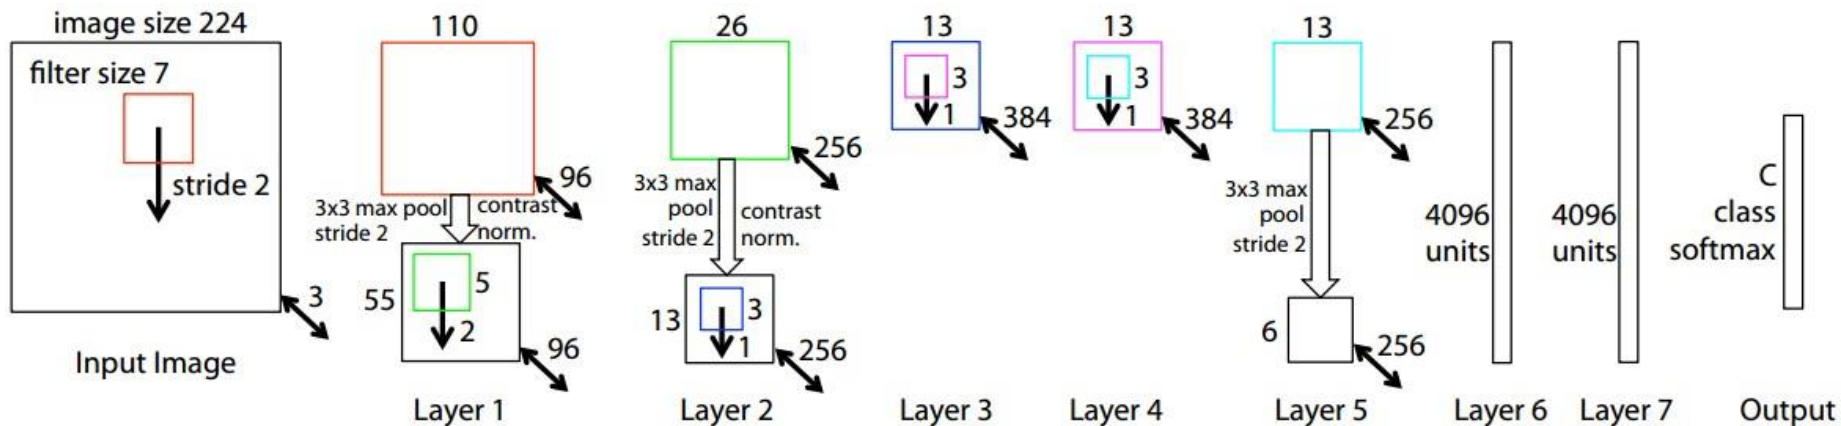 image size 224
filter size 7
stride 2
3
Input Image
110
96
3x3 max pool
stride 2
contrast
norm.
55
5
2
96
Layer 1
26
256
3x3 max
pool
stride 2
contrast
norm.
13
3
1
256
Layer 2
13
3
1
384
Layer 3
13
3
1
384
Layer 4
13
256
3x3 max
pool
stride 2
6
256
Layer 5
4096
units
Layer 6
4096
units
Layer 7
C
class
softmax
Output